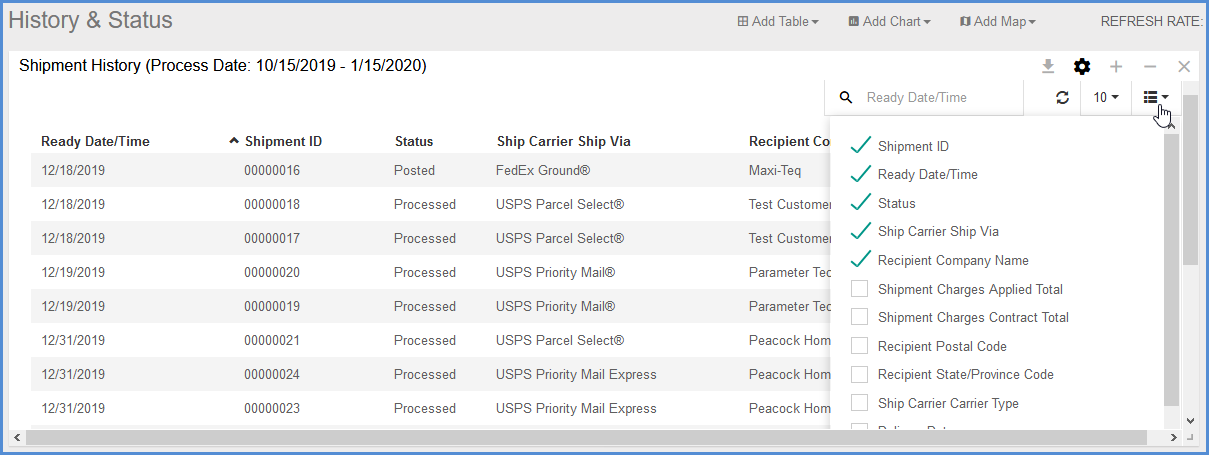 History & Status
Add Table
Add Chart
Add Map
REFRESH RATE:
Shipment History (Process Date: 10/15/2019 - 1/15/2020)
Ready Date/Time
10
Ready Date/Time Shipment ID Status Ship Carrier Ship Via Recipient Co
12/18/2019 00000016 Posted FedEx Ground® Maxi-Teq
12/18/2019 00000018 Processed USPS Parcel Select® Test Customer
12/18/2019 00000017 Processed USPS Parcel Select® Test Customer
12/19/2019 00000020 Processed USPS Priority Mail® Parameter Tec
12/19/2019 00000019 Processed USPS Priority Mail® Parameter Tec
12/31/2019 00000021 Processed USPS Parcel Select® Peacock Hom
12/31/2019 00000024 Processed USPS Priority Mail Express Peacock Hom
12/31/2019 00000023 Processed USPS Priority Mail Express Peacock Hom
Shipment ID
Ready Date/Time
Status
Ship Carrier Ship Via
Recipient Company Name
Shipment Charges Applied Total
Shipment Charges Contract Total
Recipient Postal Code
Recipient State/Province Code
Ship Carrier Carrier Type